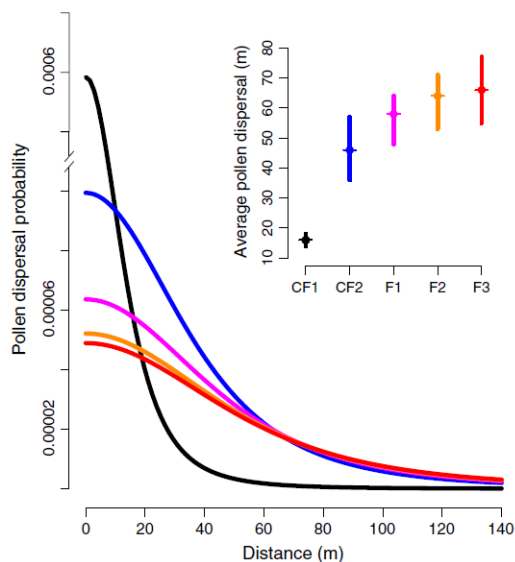 Pollen dispersal probability
0.0006
0.00006
0.00002
0 20 40 60 80 100 120 140
Distance (m)
Average pollen dispersal (m)
80
70
60
50
40
30
20
10
CF1 CF2 F1 F2 F3